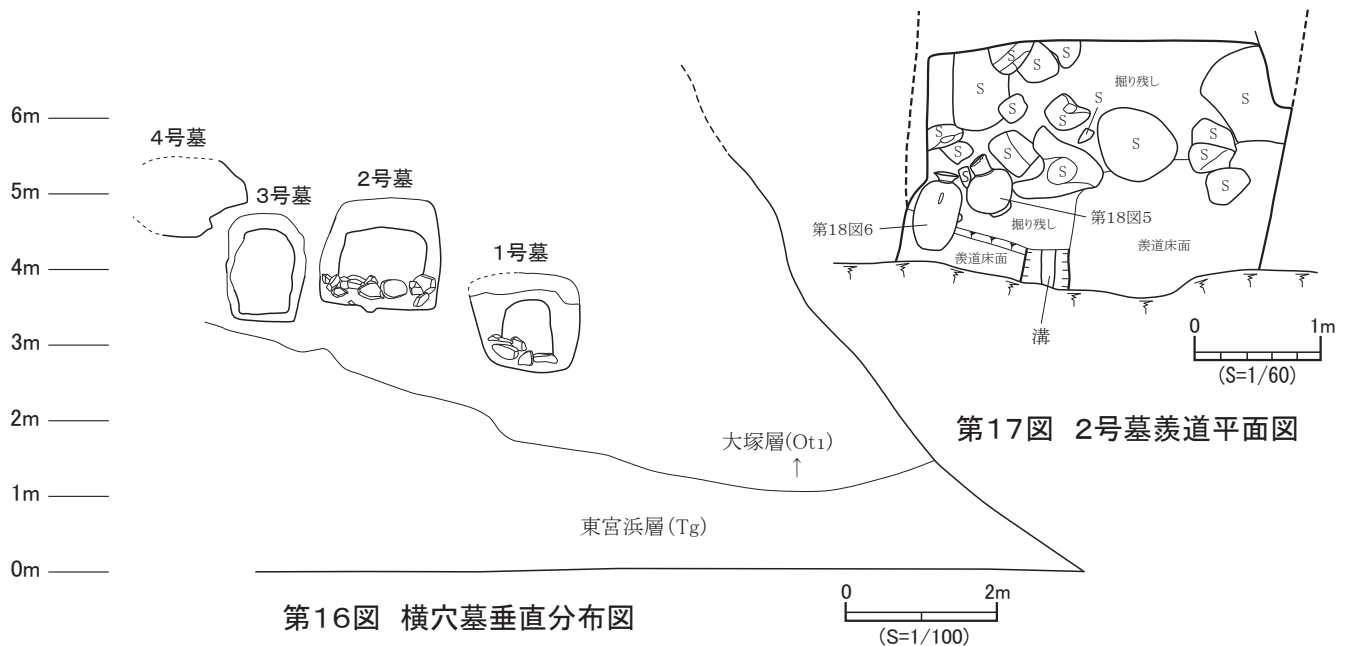 6m
5m
4m
3m
2m
1m
0m
4号墓
3号墓
2号墓
1号墓
大塚層(Ot1)
↑
東宮浜層(Tg)
第16図 横穴墓垂直分布図
0 2m
(S=1/100)
S
S
S
S
掘り残し
S
S
S
S
S
S
S
S
S
S
S
S
S
第18図6
第18図5
掘り残し
羨道床面
羨道床面
溝
0 1m
(S=1/60)
第17図 2号墓羨道平面図